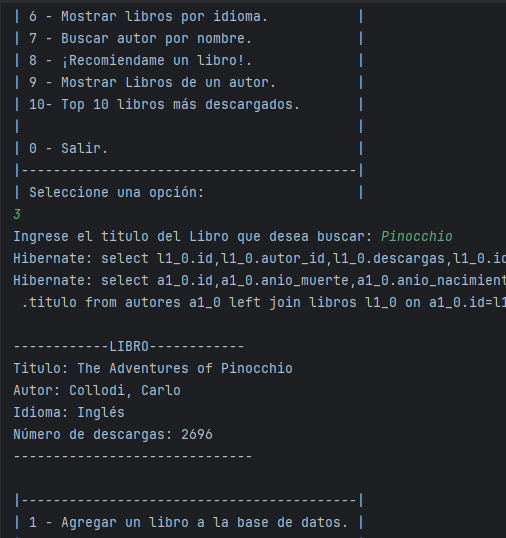 | 6 - Mostrar libros por idioma. |
| 7 - Buscar autor por nombre. |
| 8 - ¡Recomiendame un libro!. |
| 9 - Mostrar Libros de un autor. |
| 10- Top 10 libros más descargados. |
| |
| 0 - Salir. |
|------------------------------------------|
| Seleccione una opción: |
3
Ingrese el titulo del Libro que desea buscar: Pinocchio
Hibernate: select l1_0.id,l1_0.autor_id,l1_0.descargas,l1_0.id
Hibernate: select a1_0.id,a1_0.anio_muerte,a1_0.anio_nacimient
.titulo from autores a1_0 left join libros l1_0 on a1_0.id=l1
------------LIBRO------------
Titulo: The Adventures of Pinocchio
Autor: Collodi, Carlo
Idioma: Inglés
Número de descargas: 2696
------------------------------
|------------------------------------------|
| 1 - Agregar un libro a la base de datos. |